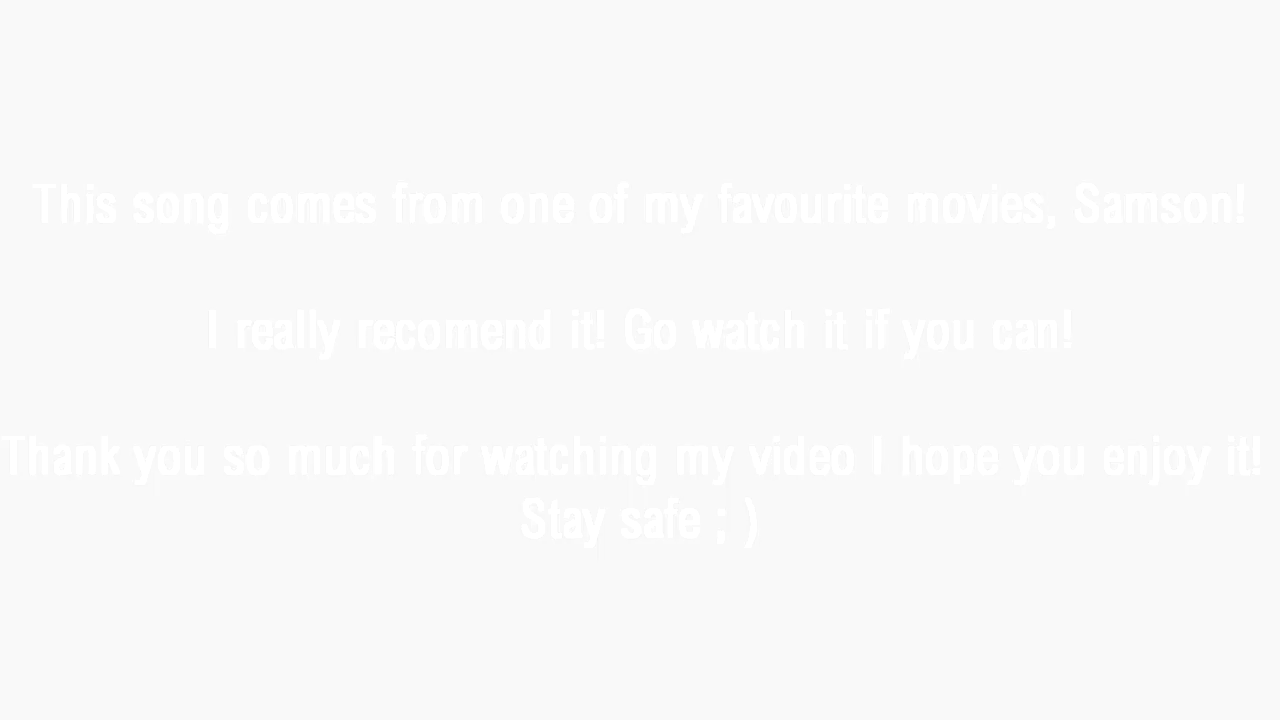 This song comes from one of my favourite movies, Samson!
I really recomend it! Go watch it if you can!
Thank you so much for watching my video I hope you enjoy it!
Stay safe ; )